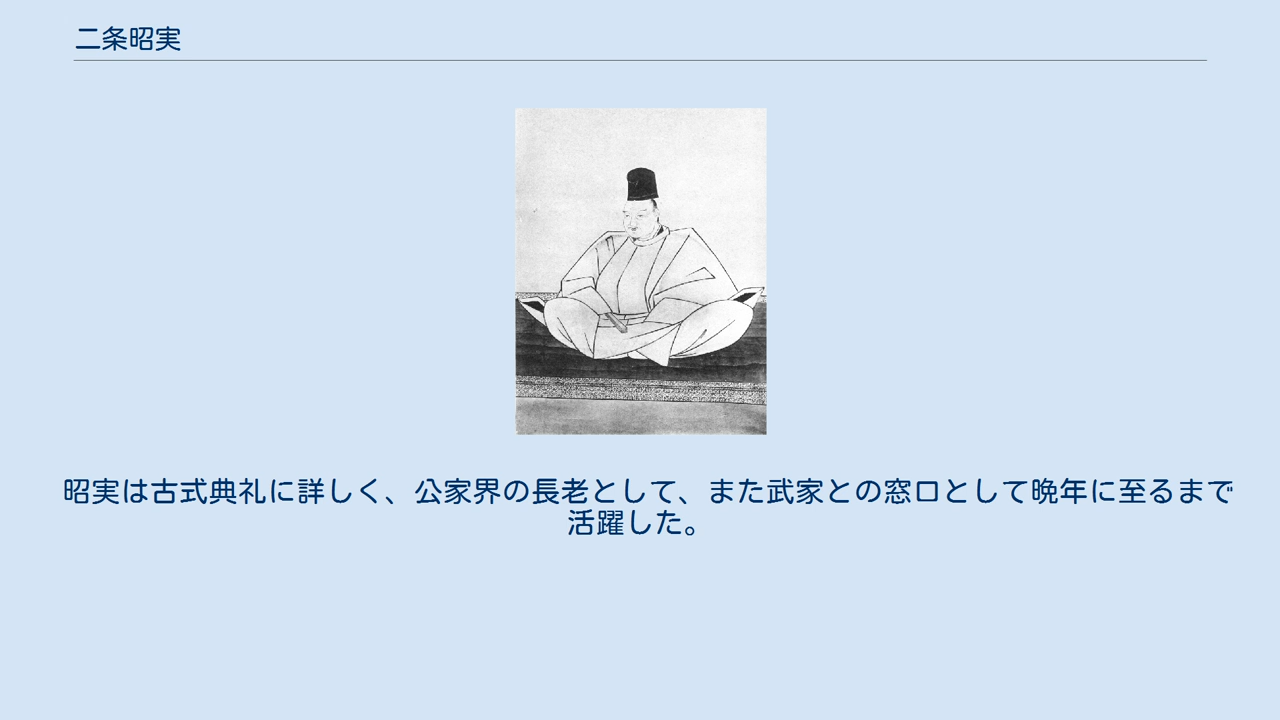 二条昭実
昭実は古式典礼に詳しく、公家界の長老として、また武家との窓口として晩年に至るまで
活躍した。